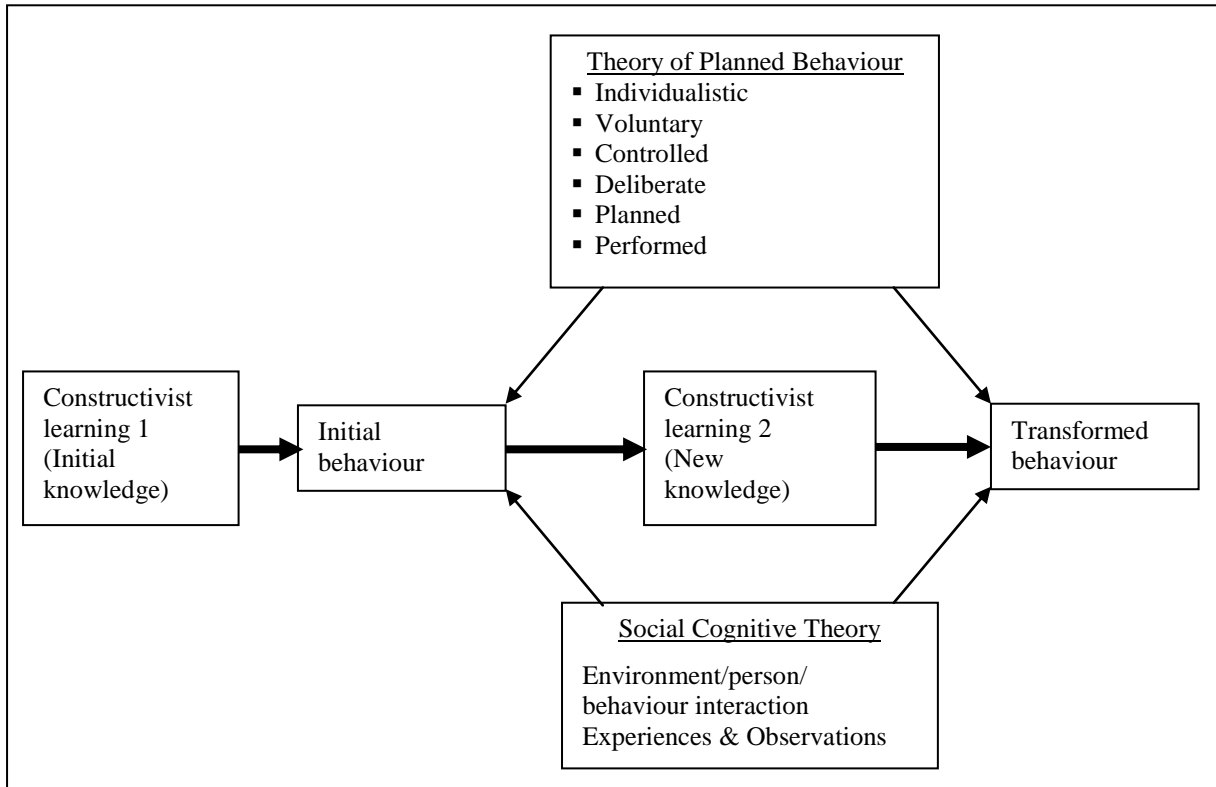 Theory of Planned Behaviour
▪ Individualistic
▪ Voluntary
▪ Controlled
▪ Deliberate
▪ Planned
▪ Performed
Constructivist
learning 1
(Initial
knowledge)
Initial
behaviour
Constructivist
learning 2
(New
knowledge)
Transformed
behaviour
Social Cognitive Theory
Environment/person/
behaviour interaction
Experiences & Observations